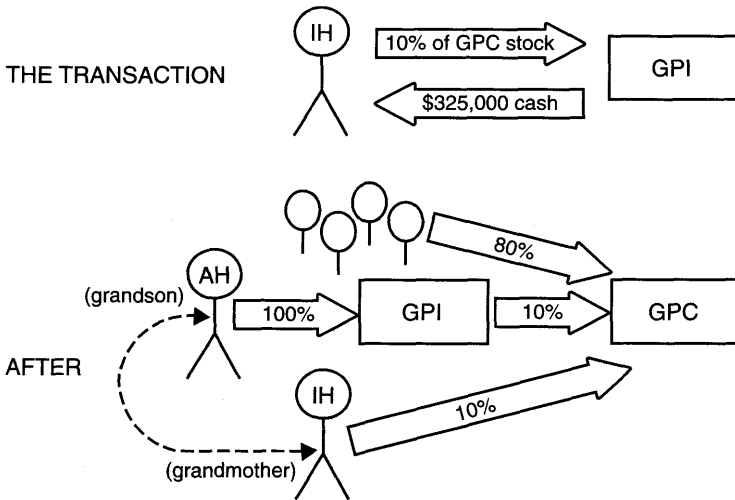 IH
10% of GPC stock
THE TRANSACTION
GPI
$325,000 cash
80%
AH
(grandson)
100%
GPI
10%
GPC
AFTER
IH
10%
(grandmother)